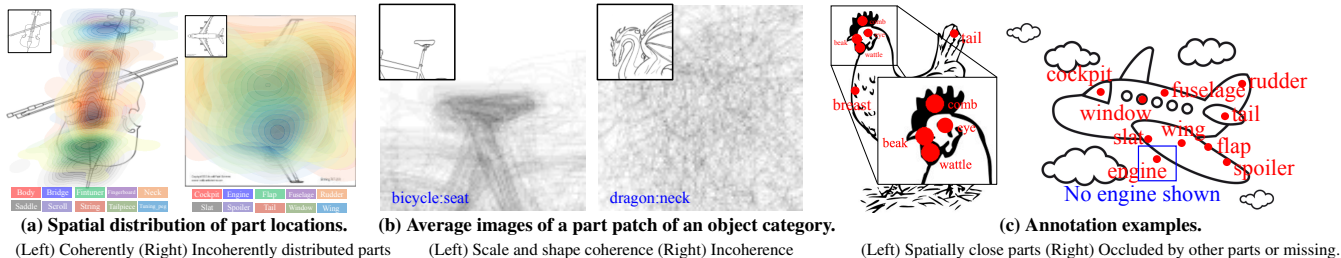 Body Bridge Finetuner Fingerboard Neck
Saddle Scroll String Tailpiece Tuning_peg
Cockpit Engine Flap Fuselage Rudder
Slat Spoiler Tail Window Wing
(a) Spatial distribution of part locations.
(Left) Coherently (Right) Incoherently distributed parts
bicycle:seat
dragon:neck
(b) Average images of a part patch of an object category.
(Left) Scale and shape coherence (Right) Incoherence
comb
eye
beak
wattle
tail
breast
comb
eye
beak
wattle
cockpit
fuselage
rudder
window
tail
slat
wing
flap
engine
spoiler
No engine shown
(c) Annotation examples.
(Left) Spatially close parts (Right) Occluded by other parts or missing.